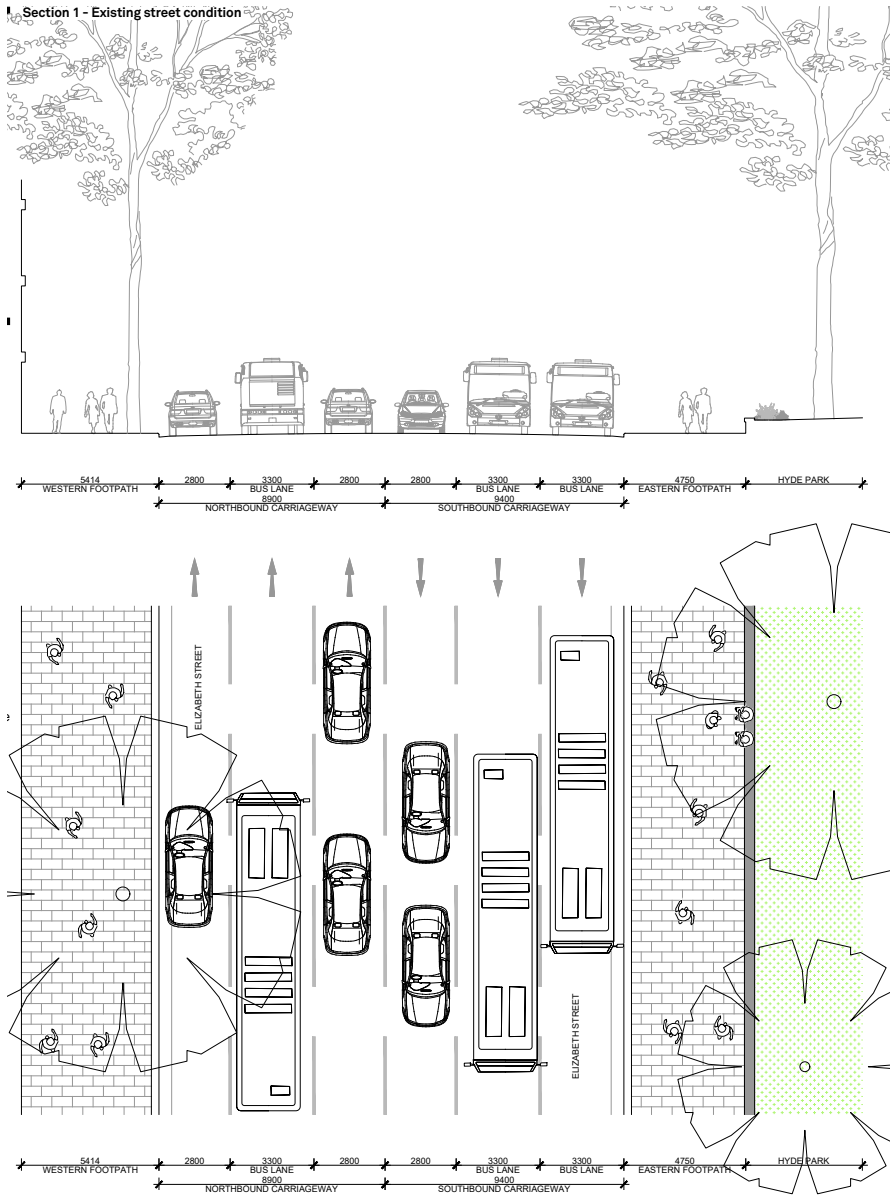 Section 1 - Existing street condition
5414 2800 3300 2800 2800 3300 3300 4750 HYDE PARK
WESTERN FOOTPATH BUS LANE BUS LANE BUS LANE EASTERN FOOTPATH
8900 9400
NORTHBOUND CARRIAGEWAY SOUTHBOUND CARRIAGEWAY
ELIZABETH STREET
e
ELIZABETH STREET
5414 2800 3300 2800 2800 3300 3300 4750 HYDE PARK
WESTERN FOOTPATH BUS LANE BUS LANE BUS LANE EASTERN FOOTPATH
8900 9400
NORTHBOUND CARRIAGEWAY SOUTHBOUND CARRIAGEWAY